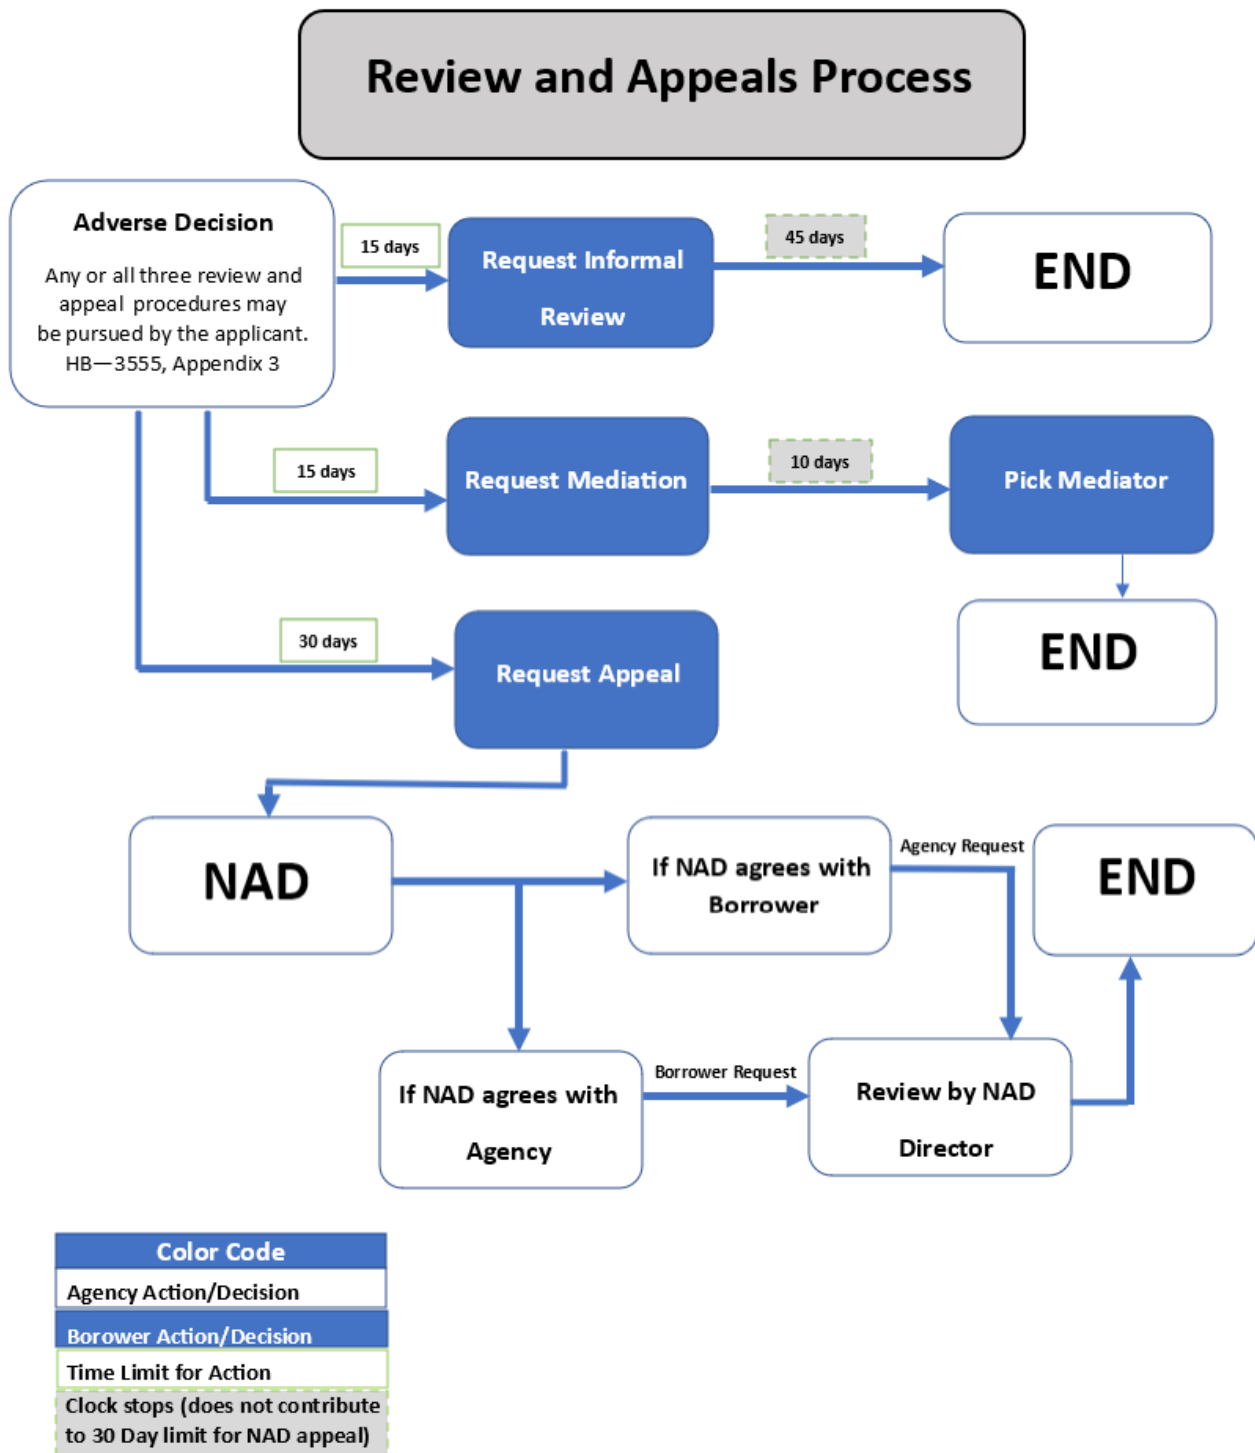 Review and Appeals Process
Adverse Decision
Any or all three review and
appeal procedures may
be pursued by the applicant.
HB—3555, Appendix 3
15 days
Request Informal
Review
45 days
END
15 days
Request Mediation
10 days
Pick Mediator
END
30 days
Request Appeal
NAD
If NAD agrees with
Borrower
Agency Request
END
If NAD agrees with
Agency
Borrower Request
Review by NAD
Director
Color Code
Agency Action/Decision
Borower Action/Decision
Time Limit for Action
Clock stops (does not contribute
to 30 Day limit for NAD appeal)